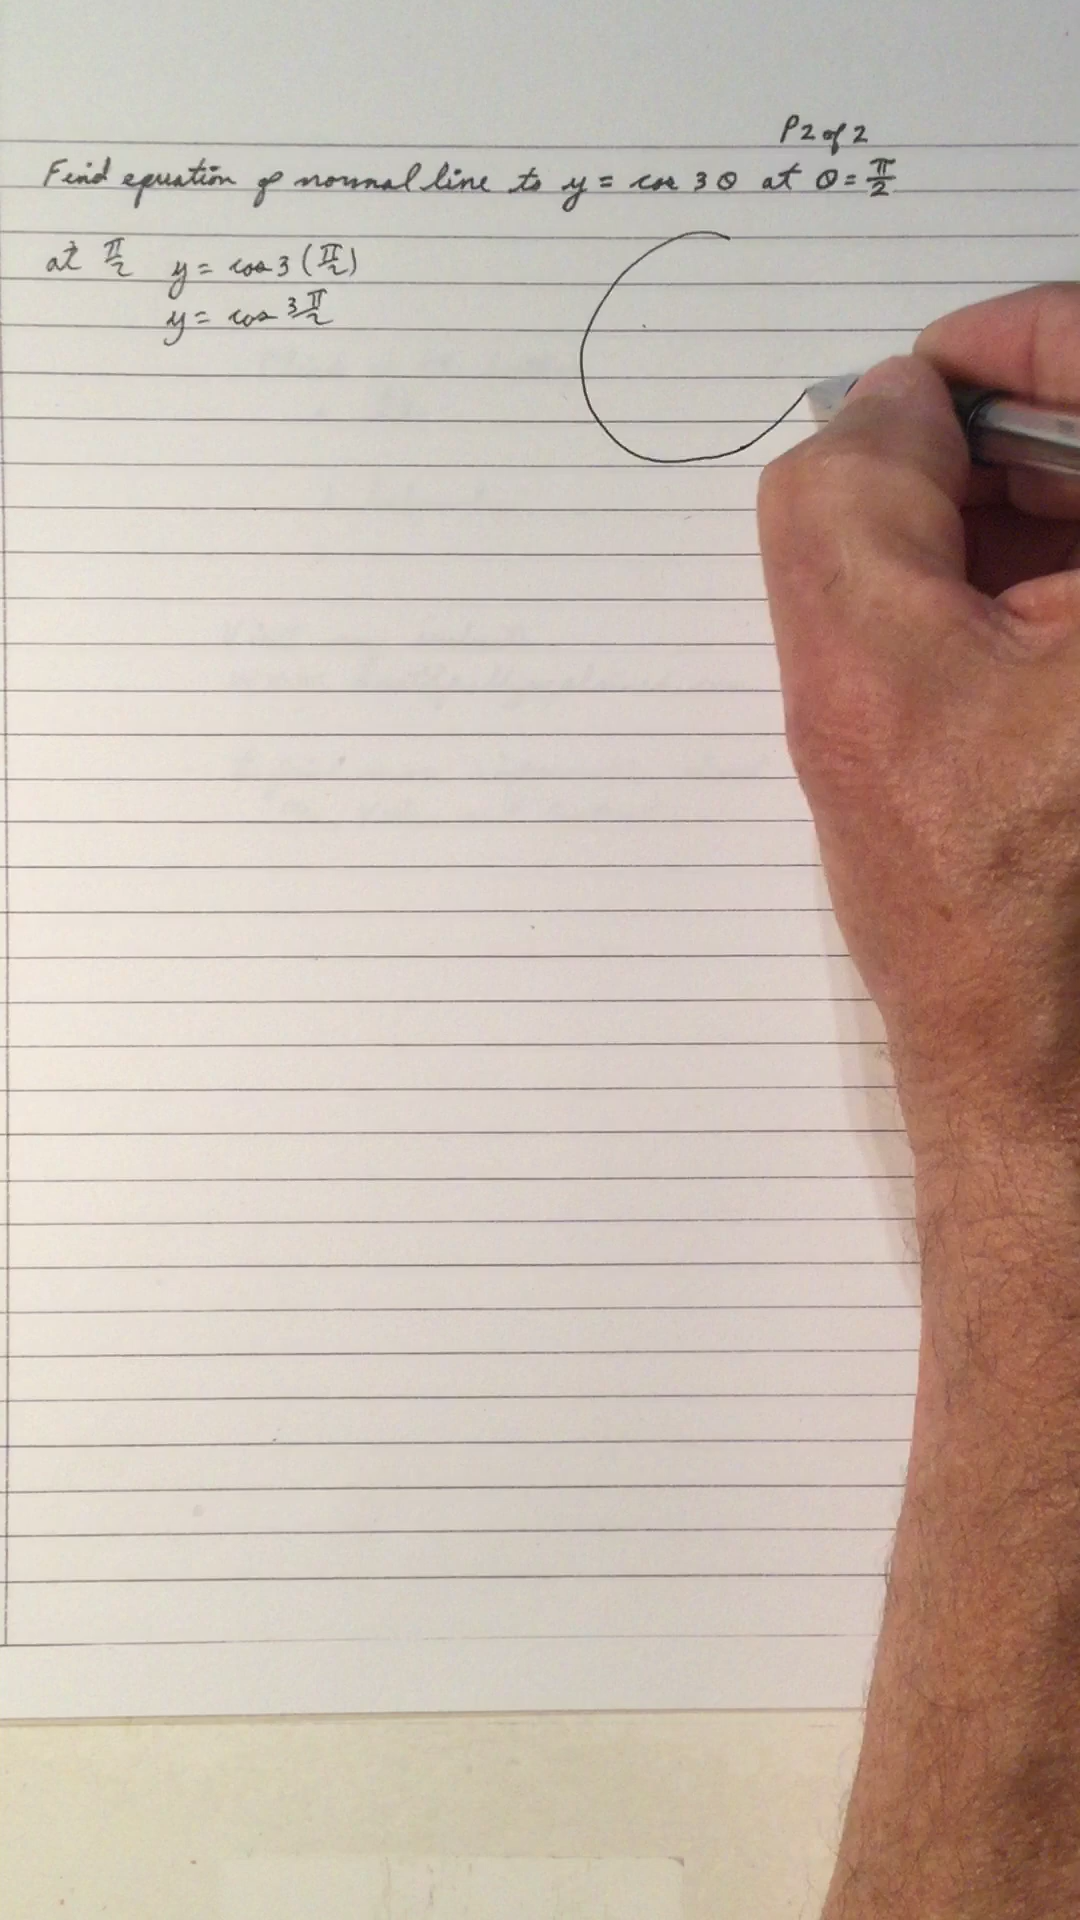 P2 of 2
Find equation of normal line to y = cos 3θ at θ = π/2
at π/2 y = cos 3 (π/2)
y = cos 3π/2